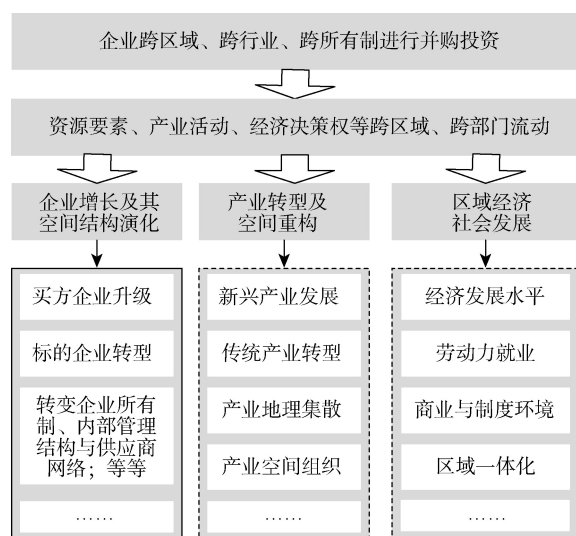 企业跨区域、跨行业、跨所有制进行并购投资
资源要素、产业活动、经济决策权等跨区域、跨部门流动
企业增长及其
空间结构演化
产业转型及
空间重构
区域经济
社会发展
买方企业升级
标的企业转型
转变企业所有
制、内部管理
结构与供应商
网络；等等
……
新兴产业发展
传统产业转型
产业地理集散
产业空间组织
……
经济发展水平
劳动力就业
商业与制度环境
区域一体化
……